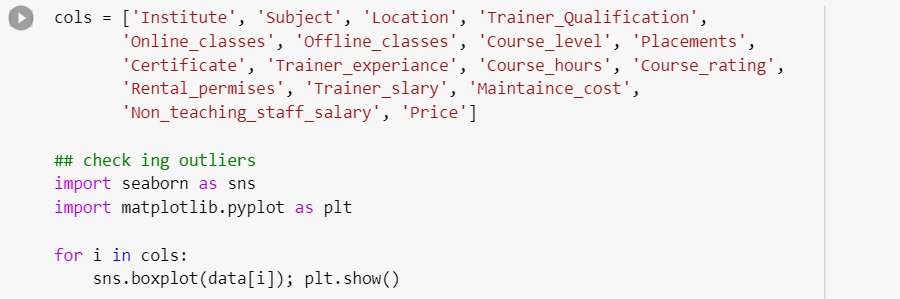 cols = ['Institute', 'Subject', 'Location', 'Trainer_Qualification',
'Online_classes', 'Offline_classes', 'Course_level', 'Placements',
'Certificate', 'Trainer_experiance', 'Course_hours', 'Course_rating',
'Rental_permises', 'Trainer_slary', 'Maintaince_cost',
'Non_teaching_staff_salary', 'Price']
## check ing outliers
import seaborn as sns
import matplotlib.pyplot as plt
for i in cols:
sns.boxplot(data[i]); plt.show()